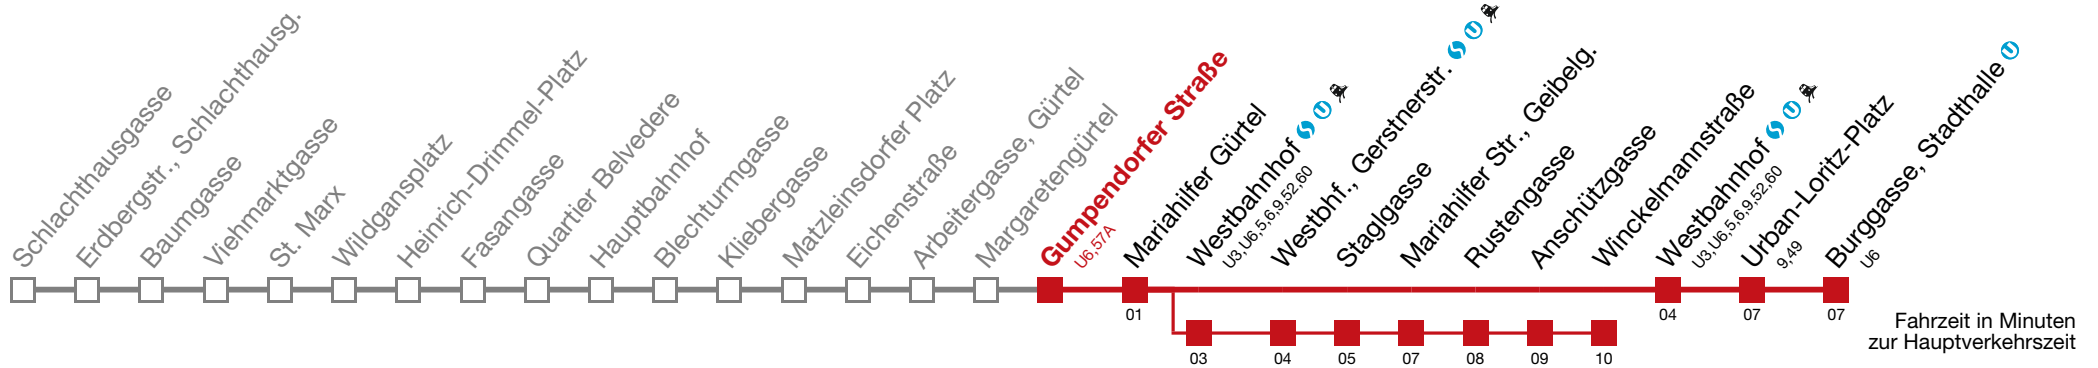 Schlachthausgasse
Erdbergstr., Schlachthausg.
Baumgasse
Viehmarktgasse
St. Marx
Wildgansplatz
Heinrich-Drimmel-Platz
Fasangasse
Quartier Belvedere
Hauptbahnhof
Blechturmgasse
Kliebergasse
Matzleinsdorfer Platz
Eichenstraße
Arbeitergasse, Gürtel
Margaretengürtel
Gumpendorfer Straße
U6,57A
Mariahilfer Gürtel
Westbahnhof
U3,U6,5,6,9,52,60
Westbhf., Gerstnerstr.
Staglgasse
Mariahilfer Str., Geibelg.
Rustengasse
Anschützgasse
Winckelmannstraße
Westbahnhof
U3,U6,5,6,9,52,60
Urban-Loritz-Platz
9,49
Burggasse, Stadthalle
U6
01
04
07
07
03
04
05
07
08
09
10
Fahrzeit in Minuten
zur Hauptverkehrszeit